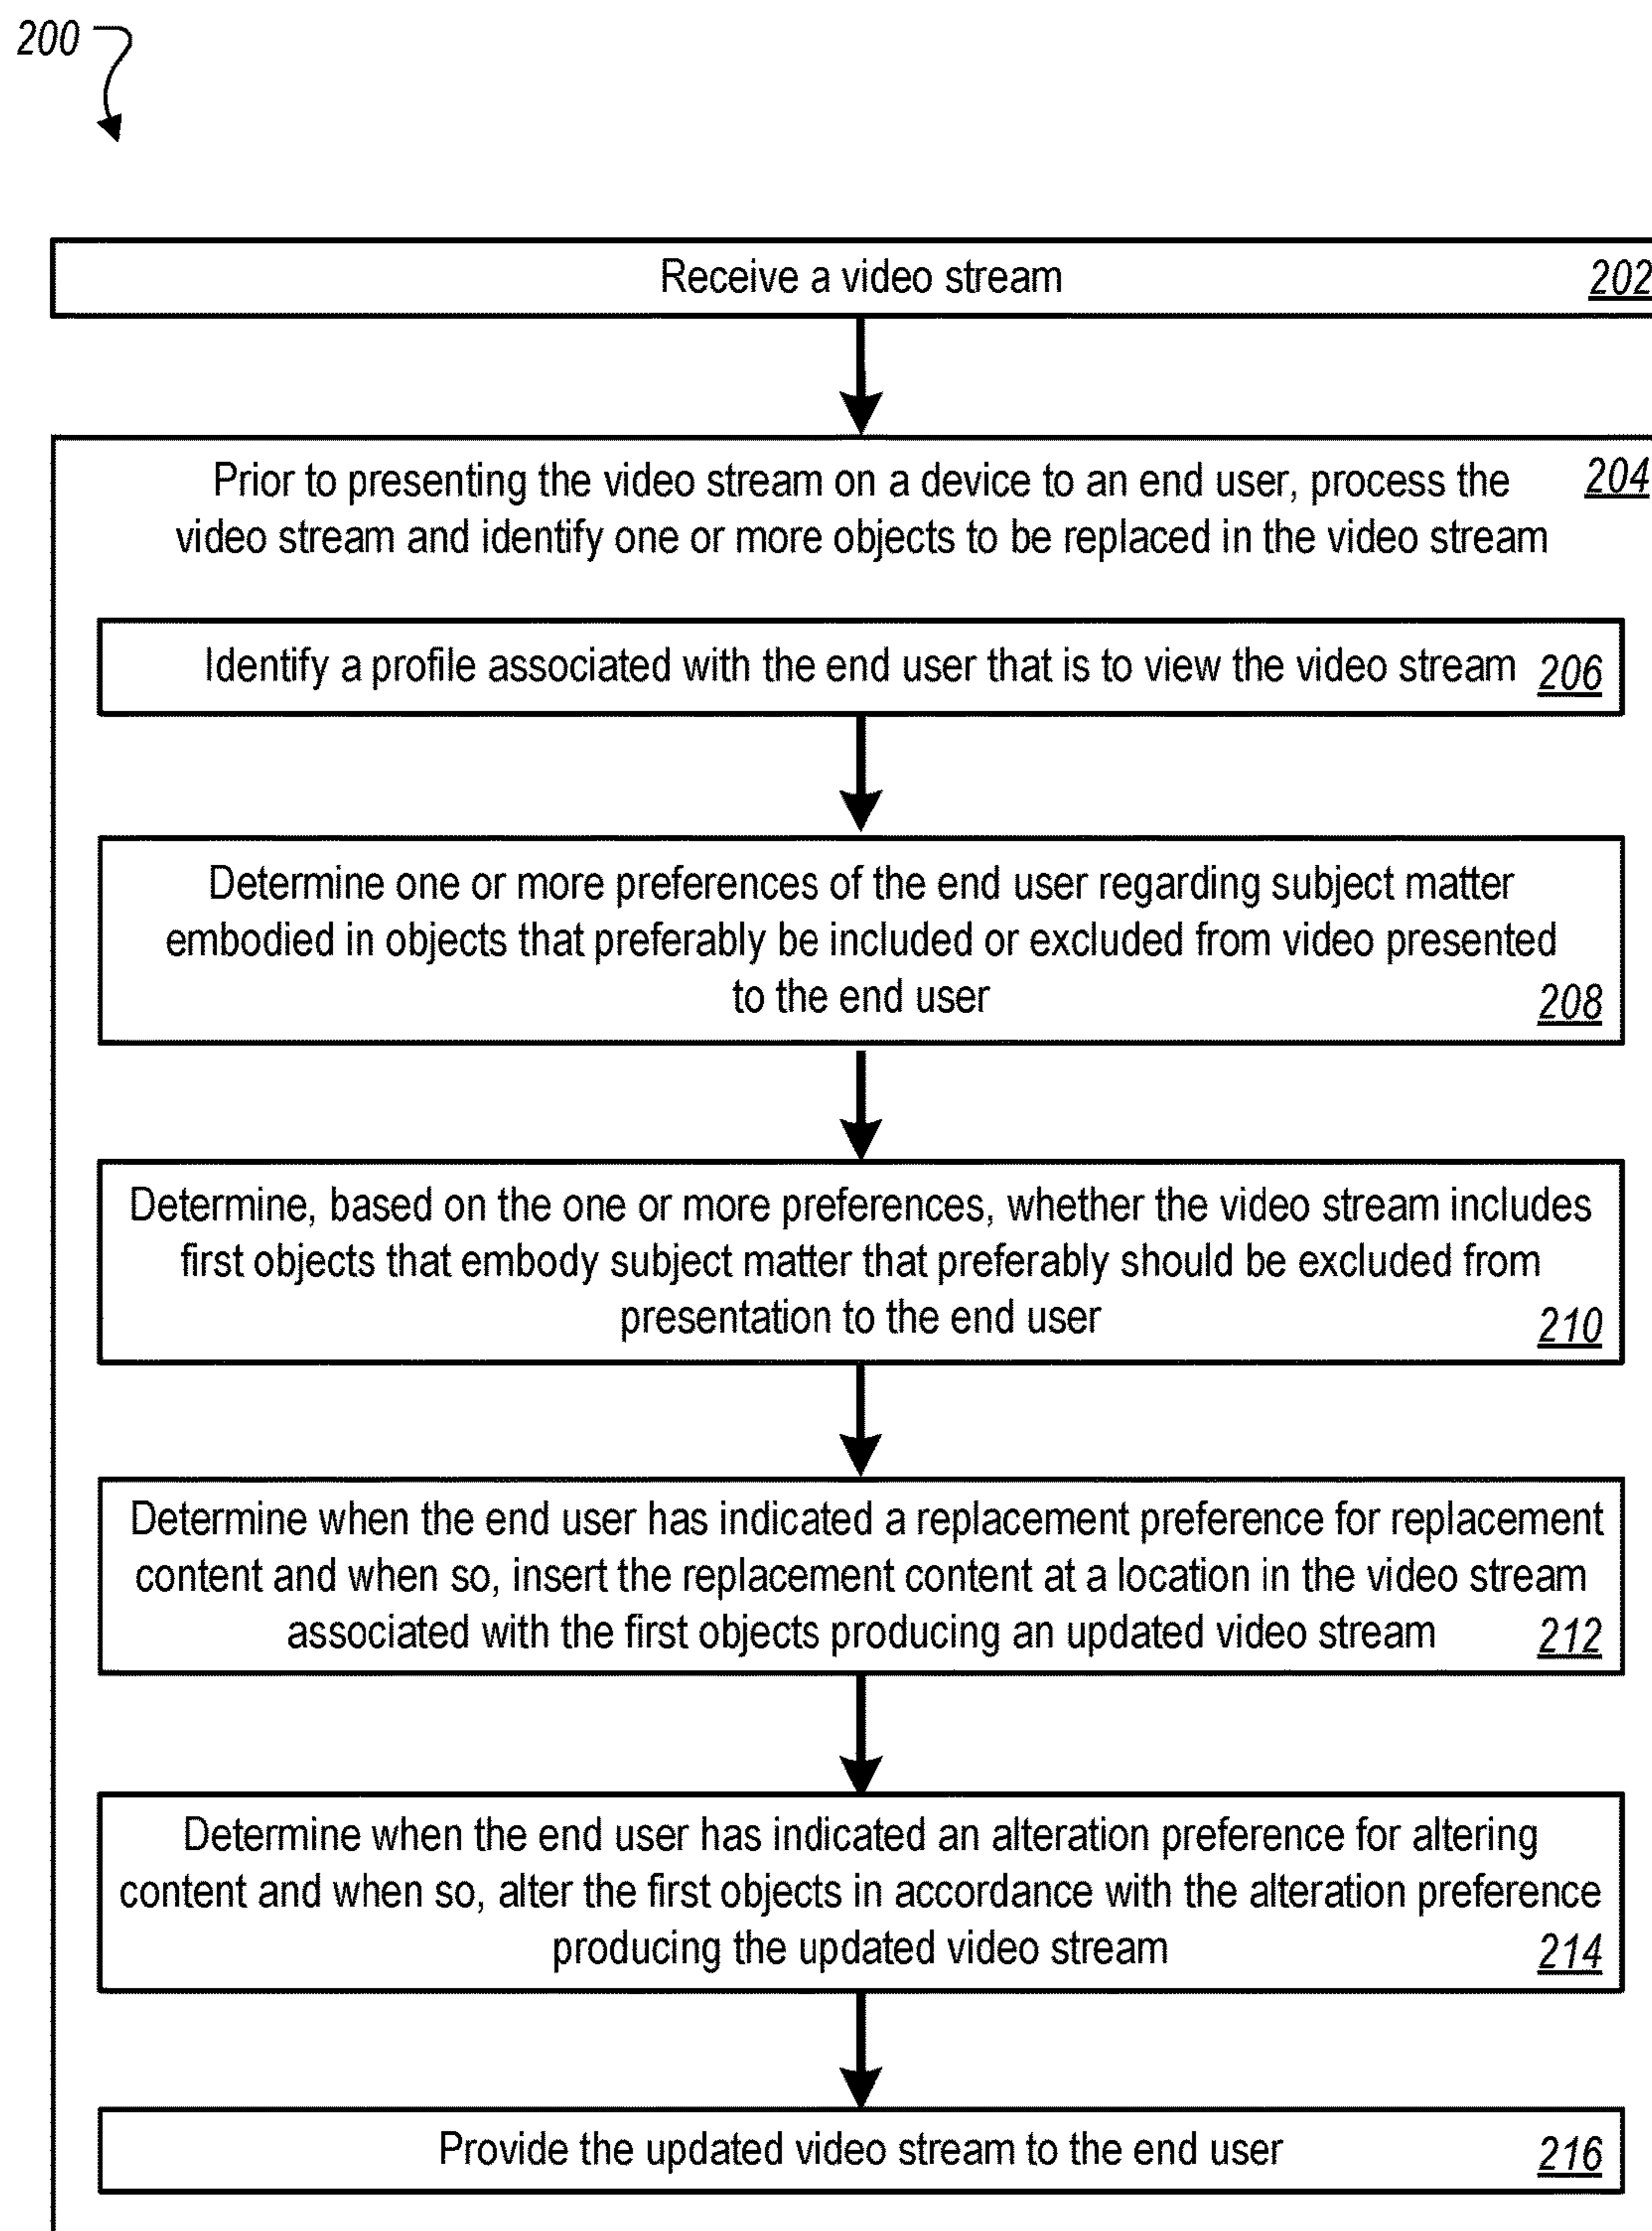 200
Receive a video stream 202
Prior to presenting the video stream on a device to an end user, process the 204
video stream and identify one or more objects to be replaced in the video stream
Identify a profile associated with the end user that is to view the video stream 206
Determine one or more preferences of the end user regarding subject matter
embodied in objects that preferably be included or excluded from video presented
to the end user 208
Determine, based on the one or more preferences, whether the video stream includes
first objects that embody subject matter that preferably should be excluded from
presentation to the end user 210
Determine when the end user has indicated a replacement preference for replacement
content and when so, insert the replacement content at a location in the video stream
associated with the first objects producing an updated video stream 212
Determine when the end user has indicated an alteration preference for altering
content and when so, alter the first objects in accordance with the alteration preference
producing the updated video stream 214
Provide the updated video stream to the end user 216